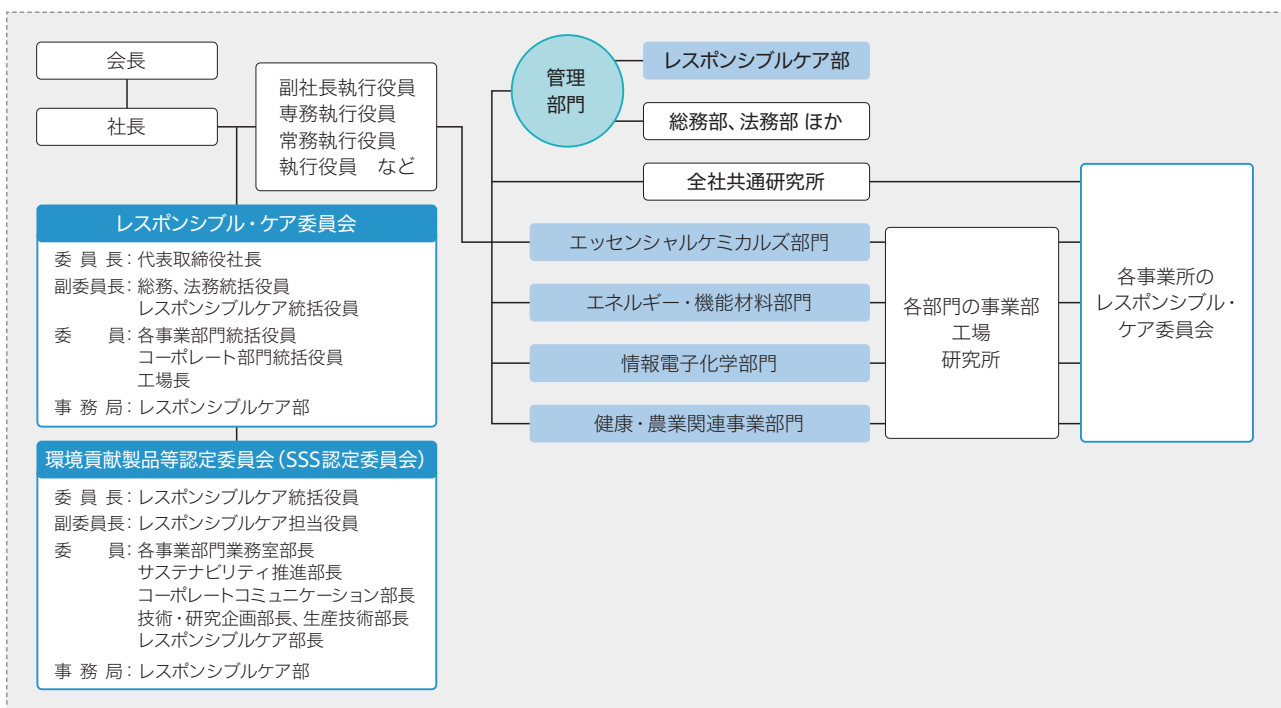 会長
社長
副社長執行役員
専務執行役員
常務執行役員
執行役員　など
レスポンシブル・ケア委員会
委員長：代表取締役社長
副委員長：総務、法務統括役員
レスポンシブルケア統括役員
委　員：各事業部門統括役員
コーポレート部門統括役員
工場長
事務局：レスポンシブルケア部
環境貢献製品等認定委員会（SSS認定委員会）
委員長：レスポンシブルケア統括役員
副委員長：レスポンシブルケア担当役員
委　員：各事業部門業務室部長
サステナビリティ推進部長
コーポレートコミュニケーション部長
技術・研究企画部長、生産技術部長
レスポンシブルケア部長
事務局：レスポンシブルケア部
管理
部門
レスポンシブルケア部
総務部、法務部 ほか
全社共通研究所
エッセンシャルケミカルズ部門
エネルギー・機能材料部門
情報電子化学部門
健康・農業関連事業部門
各部門の事業部
工場
研究所
各事業所の
レスポンシブル・
ケア委員会